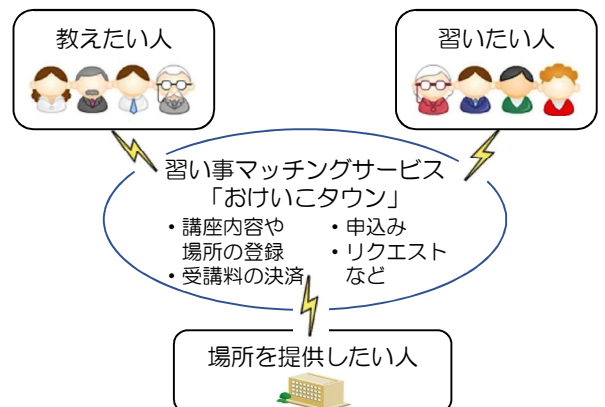 教えたい人
習いたい人
習い事マッチングサービス
「おけいこタウン」
・講座内容や
場所の登録
・受講料の決済
・申込み
・リクエスト
など
場所を提供したい人